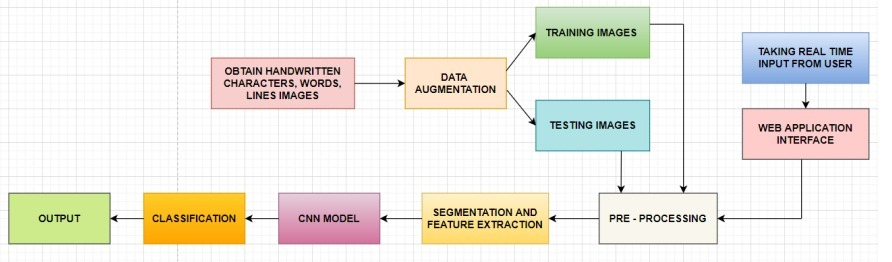 OBTAIN HANDWRITTEN
CHARACTERS, WORDS,
LINES IMAGES
DATA
AUGMENTATION
TRAINING IMAGES
TESTING IMAGES
TAKING REAL TIME
INPUT FROM USER
WEB APPLICATION
INTERFACE
PRE - PROCESSING
SEGMENTATION AND
FEATURE EXTRACTION
CNN MODEL
CLASSIFICATION
OUTPUT